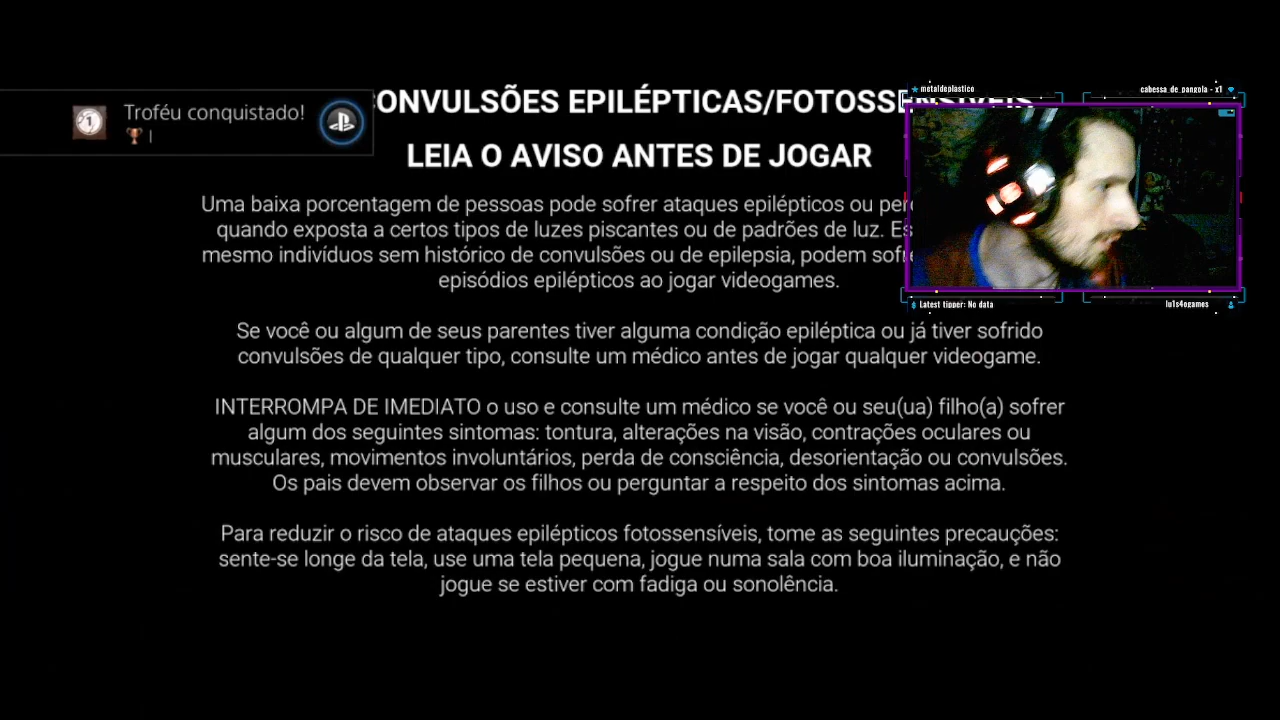 Troféu conquistado!
1
CONVULSÕES EPILÉPTICAS/FOTOSSENSÍVEIS
LEIA O AVISO ANTES DE JOGAR
Uma baixa porcentagem de pessoas pode sofrer ataques epilépticos ou
quando exposta a certos tipos de luzes piscantes ou de padrões de luz.
mesmo indivíduos sem histórico de convulsões ou de epilepsia, podem
episódios epilépticos ao jogar videogames.
Se você ou algum de seus parentes tiver alguma condição epiléptica ou já tiver sofrido
convulsões de qualquer tipo, consulte um médico antes de jogar qualquer videogame.
INTERROMPA DE IMEDIATO o uso e consulte um médico se você ou seu(ua) filho(a) sofrer
algum dos seguintes sintomas: tontura, alterações na visão, contrações oculares ou
musculares, movimentos involuntários, perda de consciência, desorientação ou convulsões.
Os pais devem observar os filhos ou perguntar a respeito dos sintomas acima.
Para reduzir o risco de ataques epilépticos fotossensíveis, tome as seguintes precauções:
sente-se longe da tela, use uma tela pequena, jogue numa sala com boa iluminação, e não
jogue se estiver com fadiga ou sonolência.
metaldeplastico
cabessa_de_pangola - x1
Latest tipper: No data
lu1s4ogames